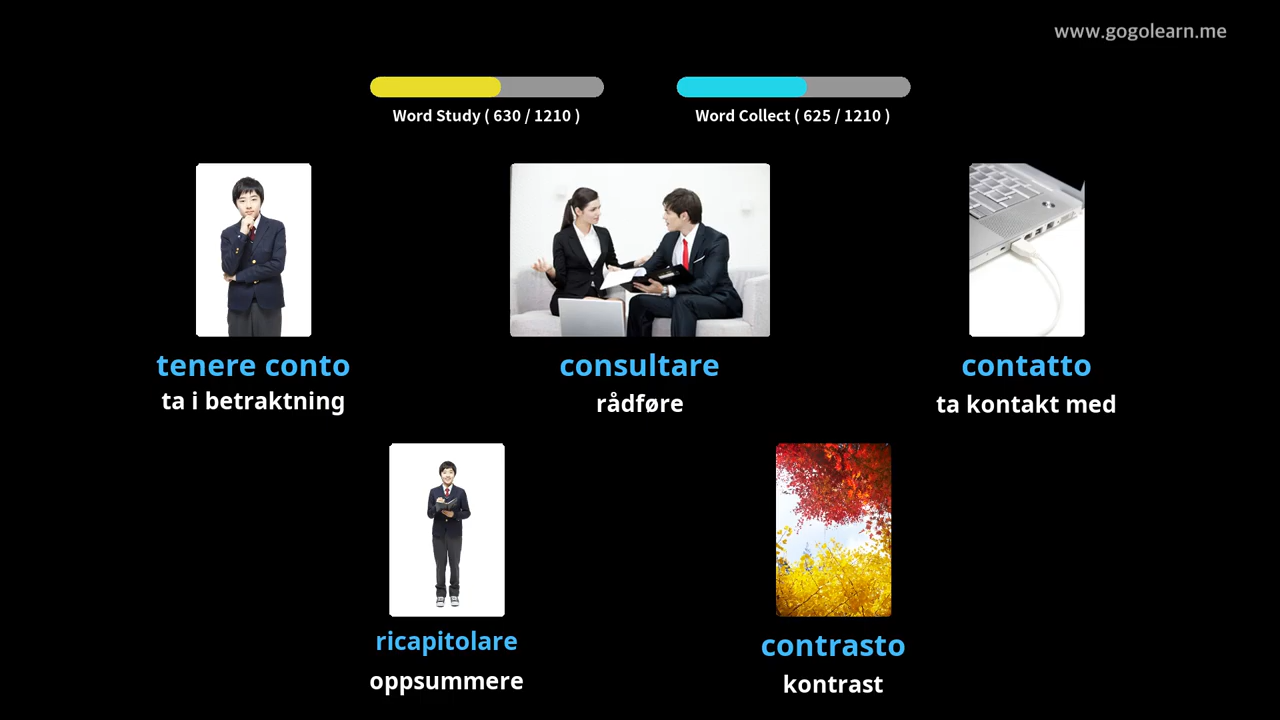 www.gogolearn.me
Word Study ( 630 / 1210 )
Word Collect ( 625 / 1210 )
tenere conto
ta i betraktning
consultare
rådføre
contatto
ta kontakt med
ricapitolare
oppsummere
contrasto
kontrast